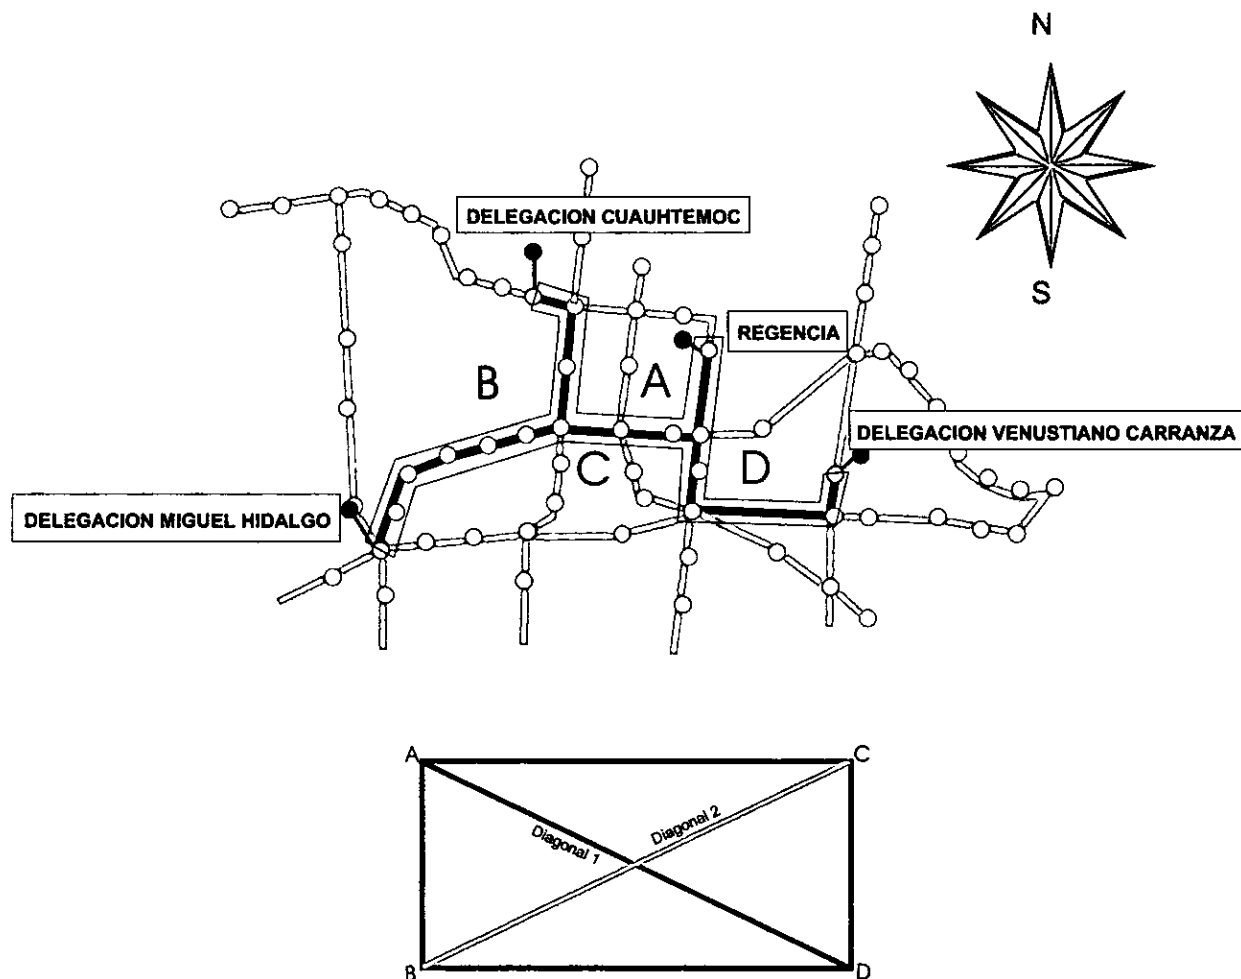 N
DELEGACION CUAUHTEMOC
S
REGENCIA
B
A
DELEGACION VENUSTIANO CARRANZA
C
D
DELEGACION MIGUEL HIDALGO
A
C
Diagonal 1
Diagonal 2
B
D